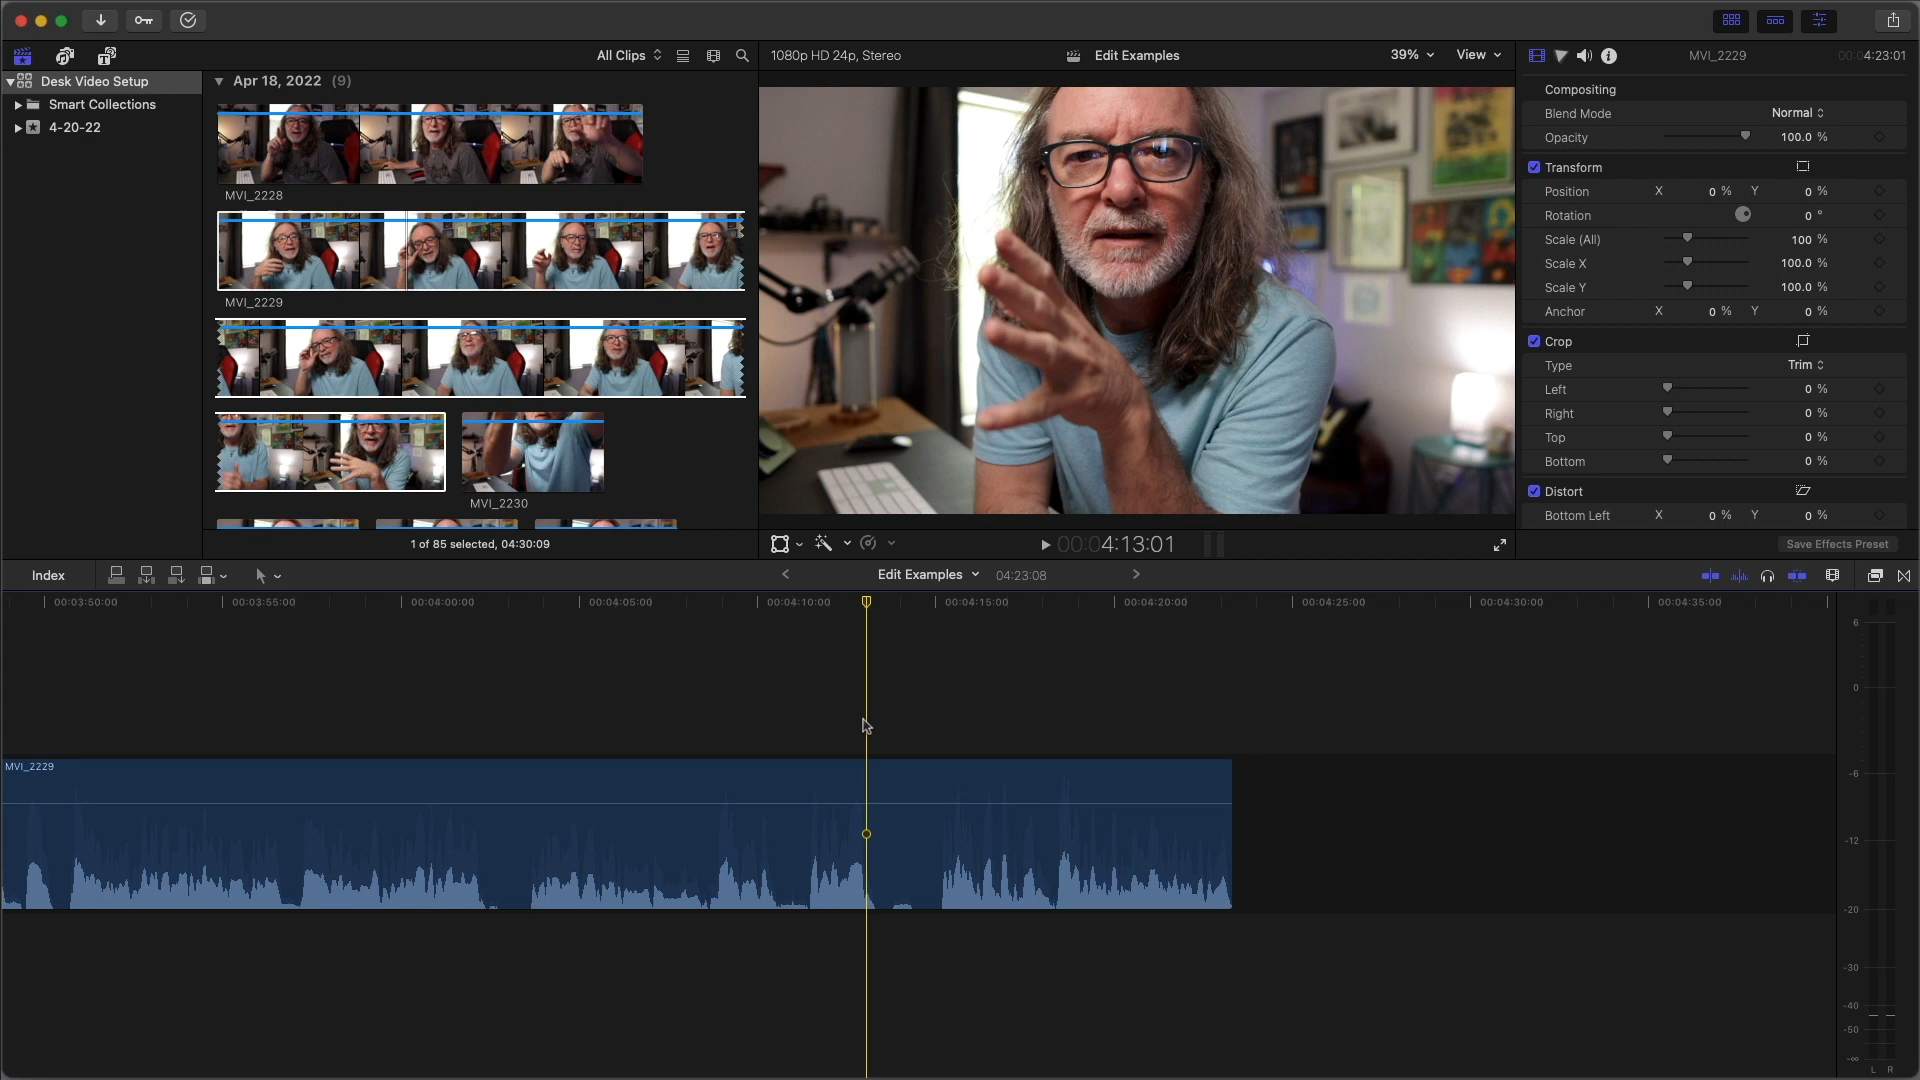 All Clips
1080p HD 24p, Stereo
Edit Examples
39%
View
MVI_2229
00:04:23:01
Desk Video Setup
Smart Collections
4-20-22
Apr 18, 2022 (9)
MVI_2228
MVI_2229
MVI_2230
1 of 85 selected, 04:30:09
00:04:13:01
Compositing
Blend Mode Normal
Opacity 100.0 %
Transform
Position X 0 % Y 0 %
Rotation 0 °
Scale (All) 100 %
Scale X 100.0 %
Scale Y 100.0 %
Anchor X 0 % Y 0 %
Crop
Type Trim
Left 0 %
Right 0 %
Top 0 %
Bottom 0 %
Distort
Bottom Left X 0 % Y 0 %
Save Effects Preset
Index
Edit Examples 04:23:08
00:03:50:00 00:03:55:00 00:04:00:00 00:04:05:00 00:04:10:00 00:04:15:00 00:04:20:00 00:04:25:00 00:04:30:00 00:04:35:00
MVI_2229
6
0
-6
-12
-20
-30
-40
-50
-∞
L R